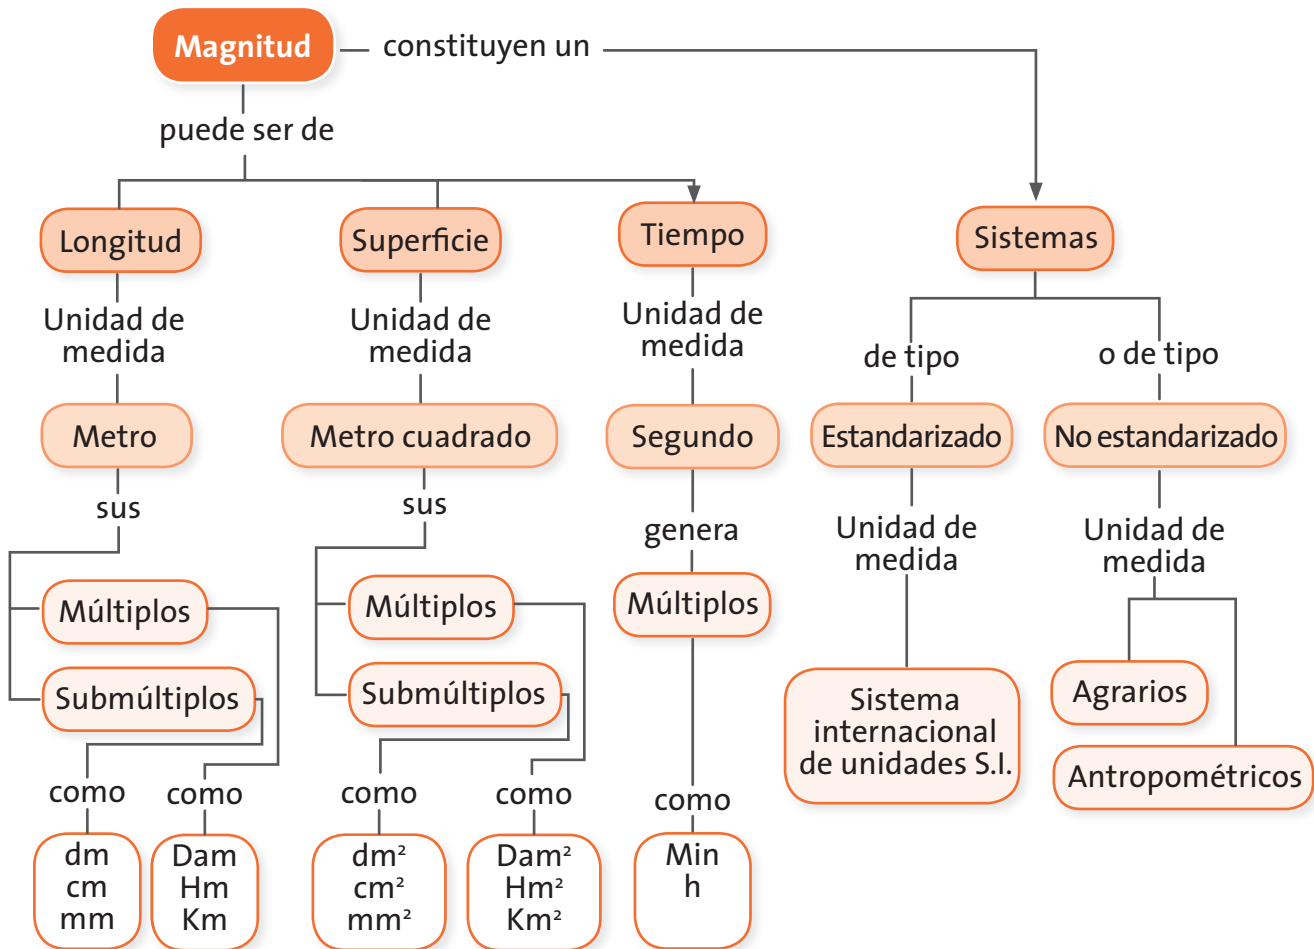 Magnitud
constituyen un
puede ser de
Longitud
Superficie
Tiempo
Sistemas
Unidad de
medida
Unidad de
medida
Unidad de
medida
de tipo
o de tipo
Metro
Metro cuadrado
Segundo
Estandarizado
No estandarizado
sus
sus
genera
Unidad de
medida
Unidad de
medida
Múltiplos
Múltiplos
Múltiplos
Submúltiplos
Submúltiplos
Sistema
internacional
de unidades S.I.
Agrarios
Antropométricos
como
como
como
como
como
dm
cm
mm
Dam
Hm
Km
dm²
cm²
mm²
Dam²
Hm²
Km²
Min
h